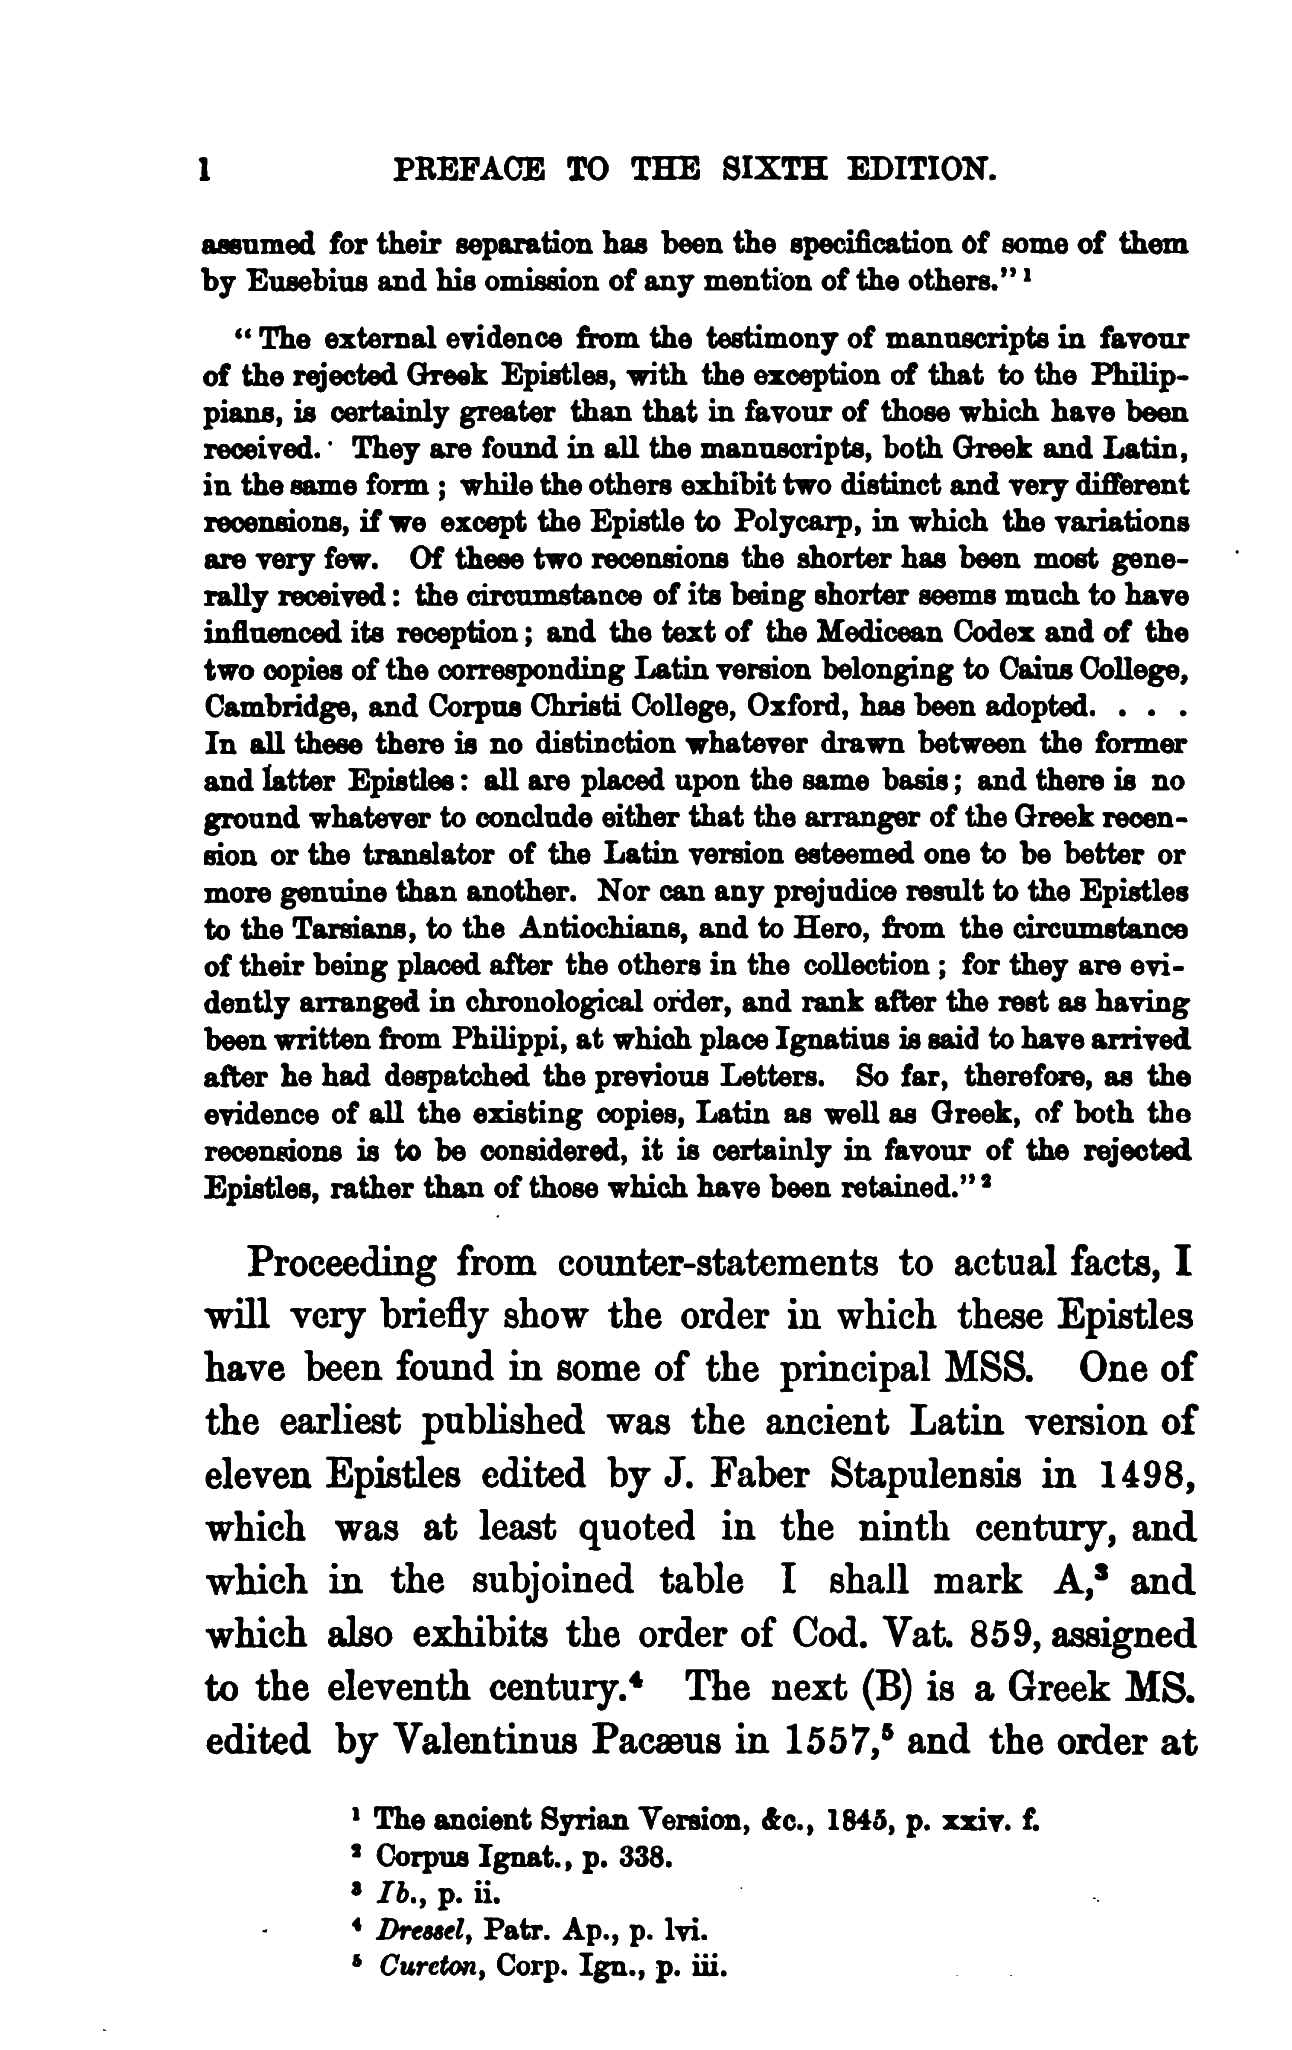 l PREFACE TO THE SIXTH EDITION.
assumed for their separation has been the specification of some of them
by Eusebius and his omission of any mention of the others." ¹
" The external evidence from the testimony of manuscripts in favour
of the rejected Greek Epistles, with the exception of that to the Philip-
pians, is certainly greater than that in favour of those which have been
received. They are found in all the manuscripts, both Greek and Latin,
in the same form ; while the others exhibit two distinct and very different
recensions, if we except the Epistle to Polycarp, in which the variations
are very few. Of these two recensions the shorter has been most gene-
rally received : the circumstance of its being shorter seems much to have
influenced its reception ; and the text of the Medicean Codex and of the
two copies of the corresponding Latin version belonging to Caius College,
Cambridge, and Corpus Christi College, Oxford, has been adopted. . . .
In all these there is no distinction whatever drawn between the former
and latter Epistles : all are placed upon the same basis ; and there is no
ground whatever to conclude either that the arranger of the Greek recen-
sion or the translator of the Latin version esteemed one to be better or
more genuine than another. Nor can any prejudice result to the Epistles
to the Tarsians, to the Antiochians, and to Hero, from the circumstance
of their being placed after the others in the collection ; for they are evi-
dently arranged in chronological order, and rank after the rest as having
been written from Philippi, at which place Ignatius is said to have arrived
after he had despatched the previous Letters. So far, therefore, as the
evidence of all the existing copies, Latin as well as Greek, of both the
recensions is to be considered, it is certainly in favour of the rejected
Epistles, rather than of those which have been retained." ²
Proceeding from counter-statements to actual facts, I
will very briefly show the order in which these Epistles
have been found in some of the principal MSS. One of
the earliest published was the ancient Latin version of
eleven Epistles edited by J. Faber Stapulensis in 1498,
which was at least quoted in the ninth century, and
which in the subjoined table I shall mark A,³ and
which also exhibits the order of Cod. Vat. 859, assigned
to the eleventh century.⁴ The next (B) is a Greek MS.
edited by Valentinus Pacæus in 1557,⁵ and the order at
¹ The ancient Syrian Version, &c., 1845, p. xxiv. f.
² Corpus Ignat., p. 338.
³ Ib., p. ii.
⁴ Dressel, Patr. Ap., p. lvi.
⁵ Cureton, Corp. Ign., p. iii.